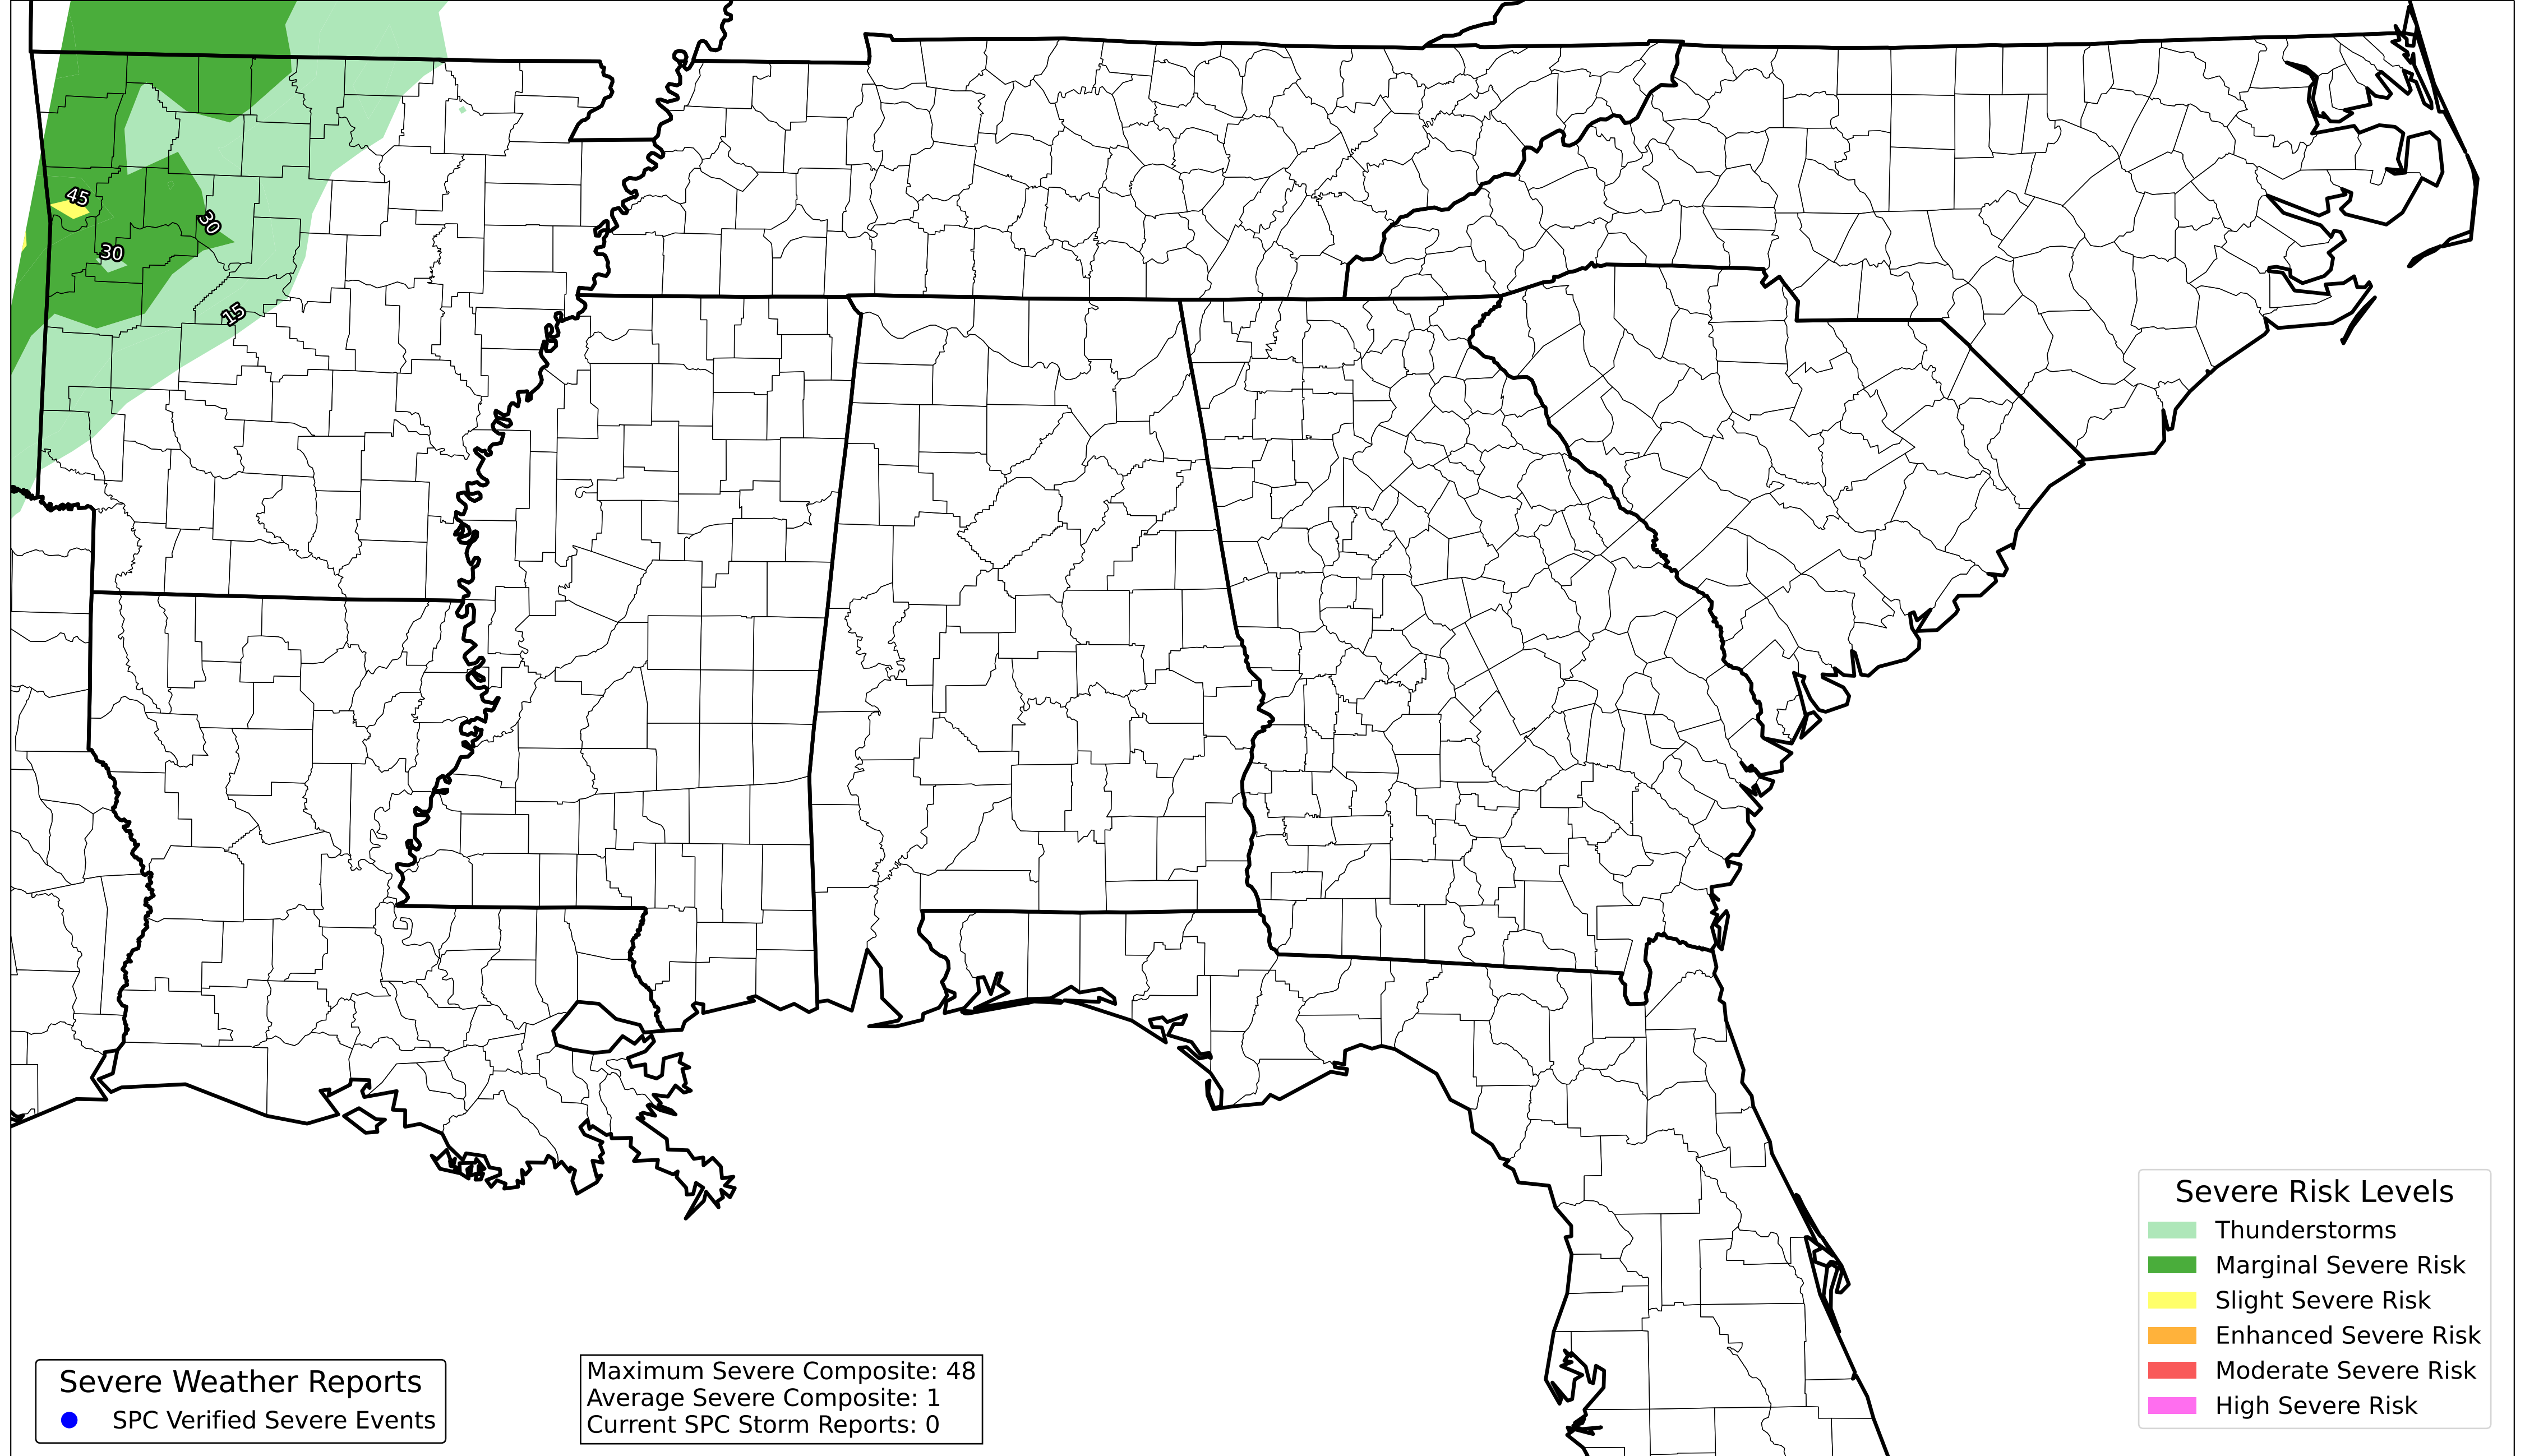 45
30
30
15
Severe Risk Levels
Thunderstorms
Marginal Severe Risk
Slight Severe Risk
Enhanced Severe Risk
Moderate Severe Risk
High Severe Risk
Severe Weather Reports
SPC Verified Severe Events
Maximum Severe Composite: 48
Average Severe Composite: 1
Current SPC Storm Reports: 0